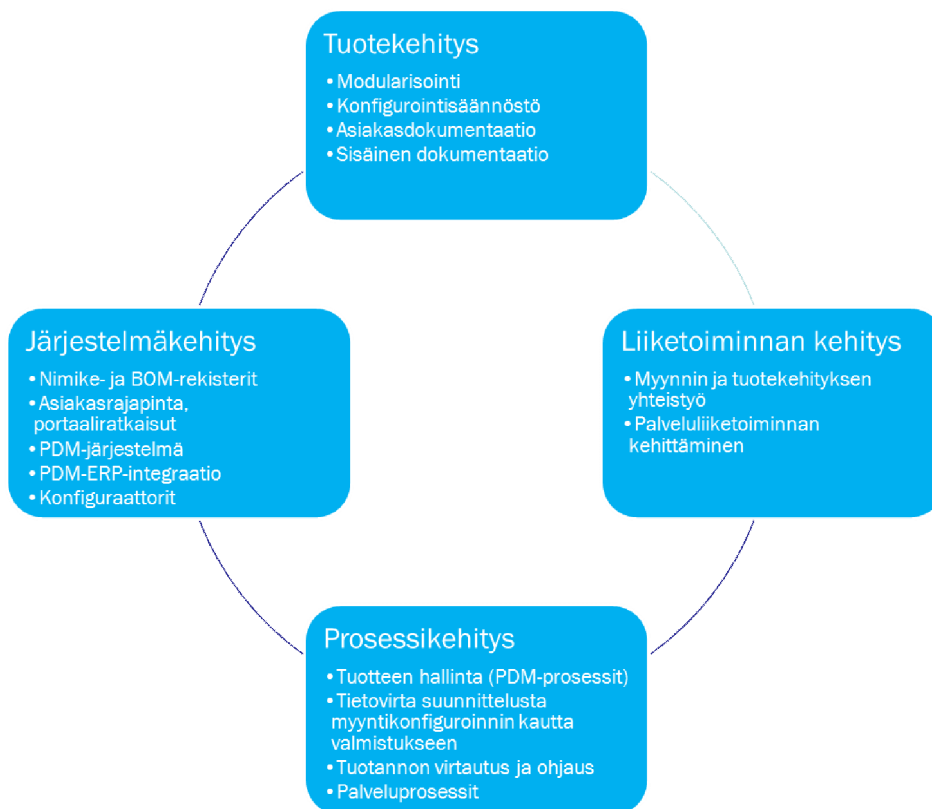 Tuotekehitys
• Modularisointi
• Konfigurointisäännöstö
• Asiakasdokumentaatio
• Sisäinen dokumentaatio
Järjestelmäkehitys
• Nimike- ja BOM-rekisterit
• Asiakasrajapinta,
portaaliratkaisut
• PDM-järjestelmä
• PDM-ERP-integraatio
• Konfiguraattorit
Liiketoiminnan kehitys
• Myynnin ja tuotekehityksen
yhteistyö
• Palveluliiketoiminnan
kehittäminen
Prosessikehitys
• Tuotteen hallinta (PDM-prosessit)
• Tietovirta suunnittelusta
myyntikonfiguroinnin kautta
valmistukseen
• Tuotannon virtautus ja ohjaus
• Palveluprosessit